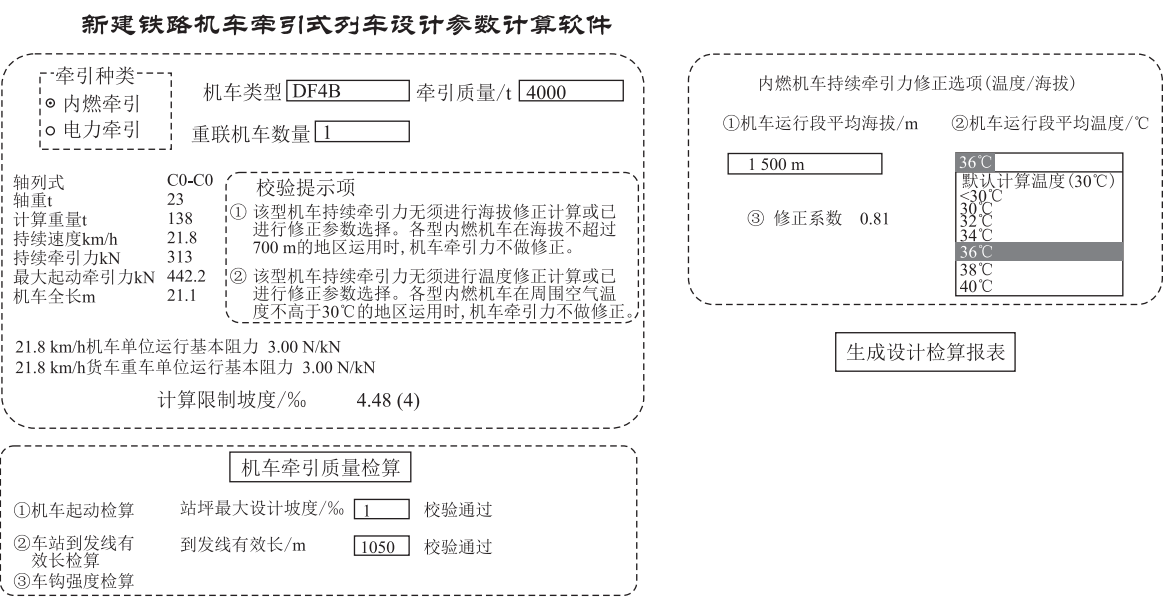 新建铁路机车牵引式列车设计参数计算软件
牵引种类
内燃牵引
电力牵引
机车类型 DF4B 牵引质量/t 4000
重联机车数量 1
轴列式 C0-C0
轴重t 23
计算重量t 138
持续速度km/h 21.8
持续牵引力kN 313
最大起动牵引力kN 442.2
机车全长m 21.1
校验提示项
① 该型机车持续牵引力无须进行海拔修正计算或已
进行修正参数选择。各型内燃机车在海拔不超过
700 m的地区运用时,机车牵引力不做修正。
② 该型机车持续牵引力无须进行温度修正计算或已
进行修正参数选择。各型内燃机车在周围空气温
度不高于30℃的地区运用时,机车牵引力不做修正。
21.8 km/h机车单位运行基本阻力 3.00 N/kN
21.8 km/h货车重车单位运行基本阻力 3.00 N/kN
计算限制坡度/‰ 4.48 (4)
内燃机车持续牵引力修正选项(温度/海拔)
①机车运行段平均海拔/m ②机车运行段平均温度/℃
1 500 m
36℃
默认计算温度(30℃)
<30℃
30℃
32℃
34℃
36℃
38℃
40℃
③ 修正系数 0.81
生成设计检算报表
机车牵引质量检算
①机车起动检算 站坪最大设计坡度/‰ 1 校验通过
②车站到发线有
效长检算
到发线有效长/m 1050 校验通过
③车钩强度检算